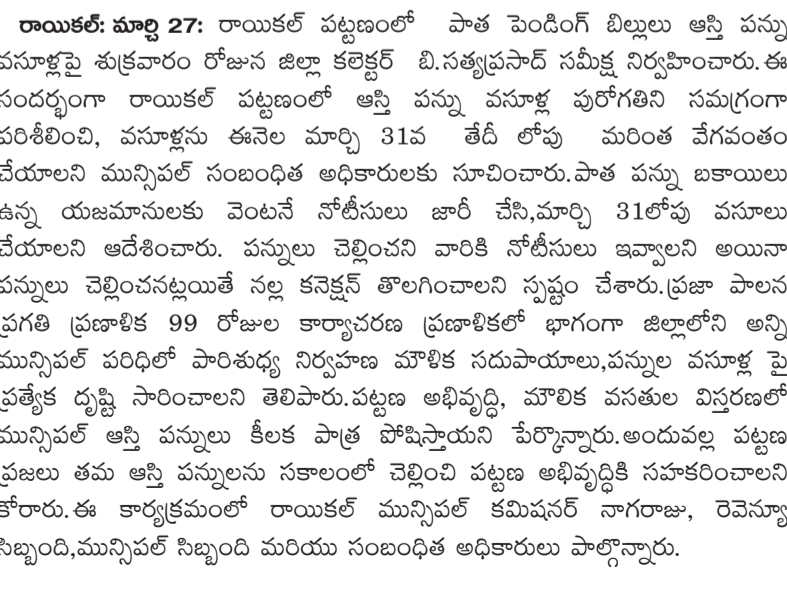 రాయికల్: మార్చి 27: రాయికల్ పట్టణంలో పాత పెండింగ్ బిల్లులు ఆస్తి పన్ను
వసూళ్లపై శుక్రవారం రోజున జిల్లా కలెక్టర్ బి.సత్యప్రసాద్ సమీక్ష నిర్వహించారు.ఈ
సందర్భంగా రాయికల్ పట్టణంలో ఆస్తి పన్ను వసూళ్ల పురోగతిని సమగ్రంగా
పరిశీలించి, వసూళ్లను ఈనెల మార్చి 31వ తేదీ లోపు మరింత వేగవంతం
చేయాలని మున్సిపల్ సంబంధిత అధికారులకు సూచించారు.పాత పన్ను బకాయిలు
ఉన్న యజమానులకు వెంటనే నోటీసులు జారీ చేసి,మార్చి 31లోపు వసూలు
చేయాలని ఆదేశించారు. పన్నులు చెల్లించని వారికి నోటీసులు ఇవ్వాలని అయినా
పన్నులు చెల్లించనట్లయితే నల్ల కనెక్షన్ తొలగించాలని స్పష్టం చేశారు.ప్రజా పాలన
ప్రగతి ప్రణాళిక 99 రోజుల కార్యాచరణ ప్రణాళికలో భాగంగా జిల్లాలోని అన్ని
మున్సిపల్ పరిధిలో పారిశుధ్య నిర్వహణ మౌళిక సదుపాయాలు,పన్నుల వసూళ్ల పై
ప్రత్యేక దృష్టి సారించాలని తెలిపారు.పట్టణ అభివృద్ధి, మౌలిక వసతుల విస్తరణలో
మున్సిపల్ ఆస్తి పన్నులు కీలక పాత్ర పోషిస్తాయని పేర్కొన్నారు.అందువల్ల పట్టణ
ప్రజలు తమ ఆస్తి పన్నులను సకాలంలో చెల్లించి పట్టణ అభివృద్ధికి సహకరించాలని
కోరారు.ఈ కార్యక్రమంలో రాయికల్ మున్సిపల్ కమిషనర్ నాగరాజు, రెవెన్యూ
సిబ్బంది,మున్సిపల్ సిబ్బంది మరియు సంబంధిత అధికారులు పాల్గొన్నారు.